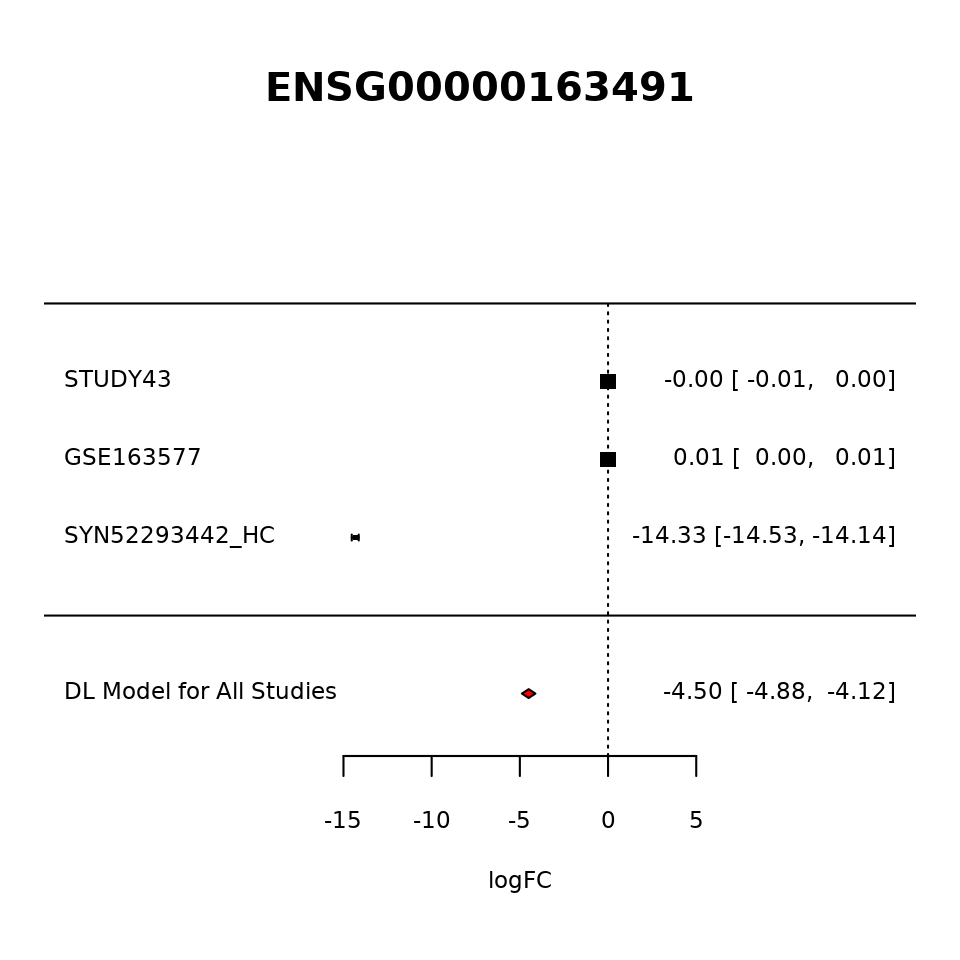 ENSG00000163491
STUDY43 -0.00 [ -0.01, 0.00]
GSE163577 0.01 [ 0.00, 0.01]
SYN52293442_HC -14.33 [-14.53, -14.14]
DL Model for All Studies -4.50 [ -4.88, -4.12]
-15 -10 -5 0 5
logFC